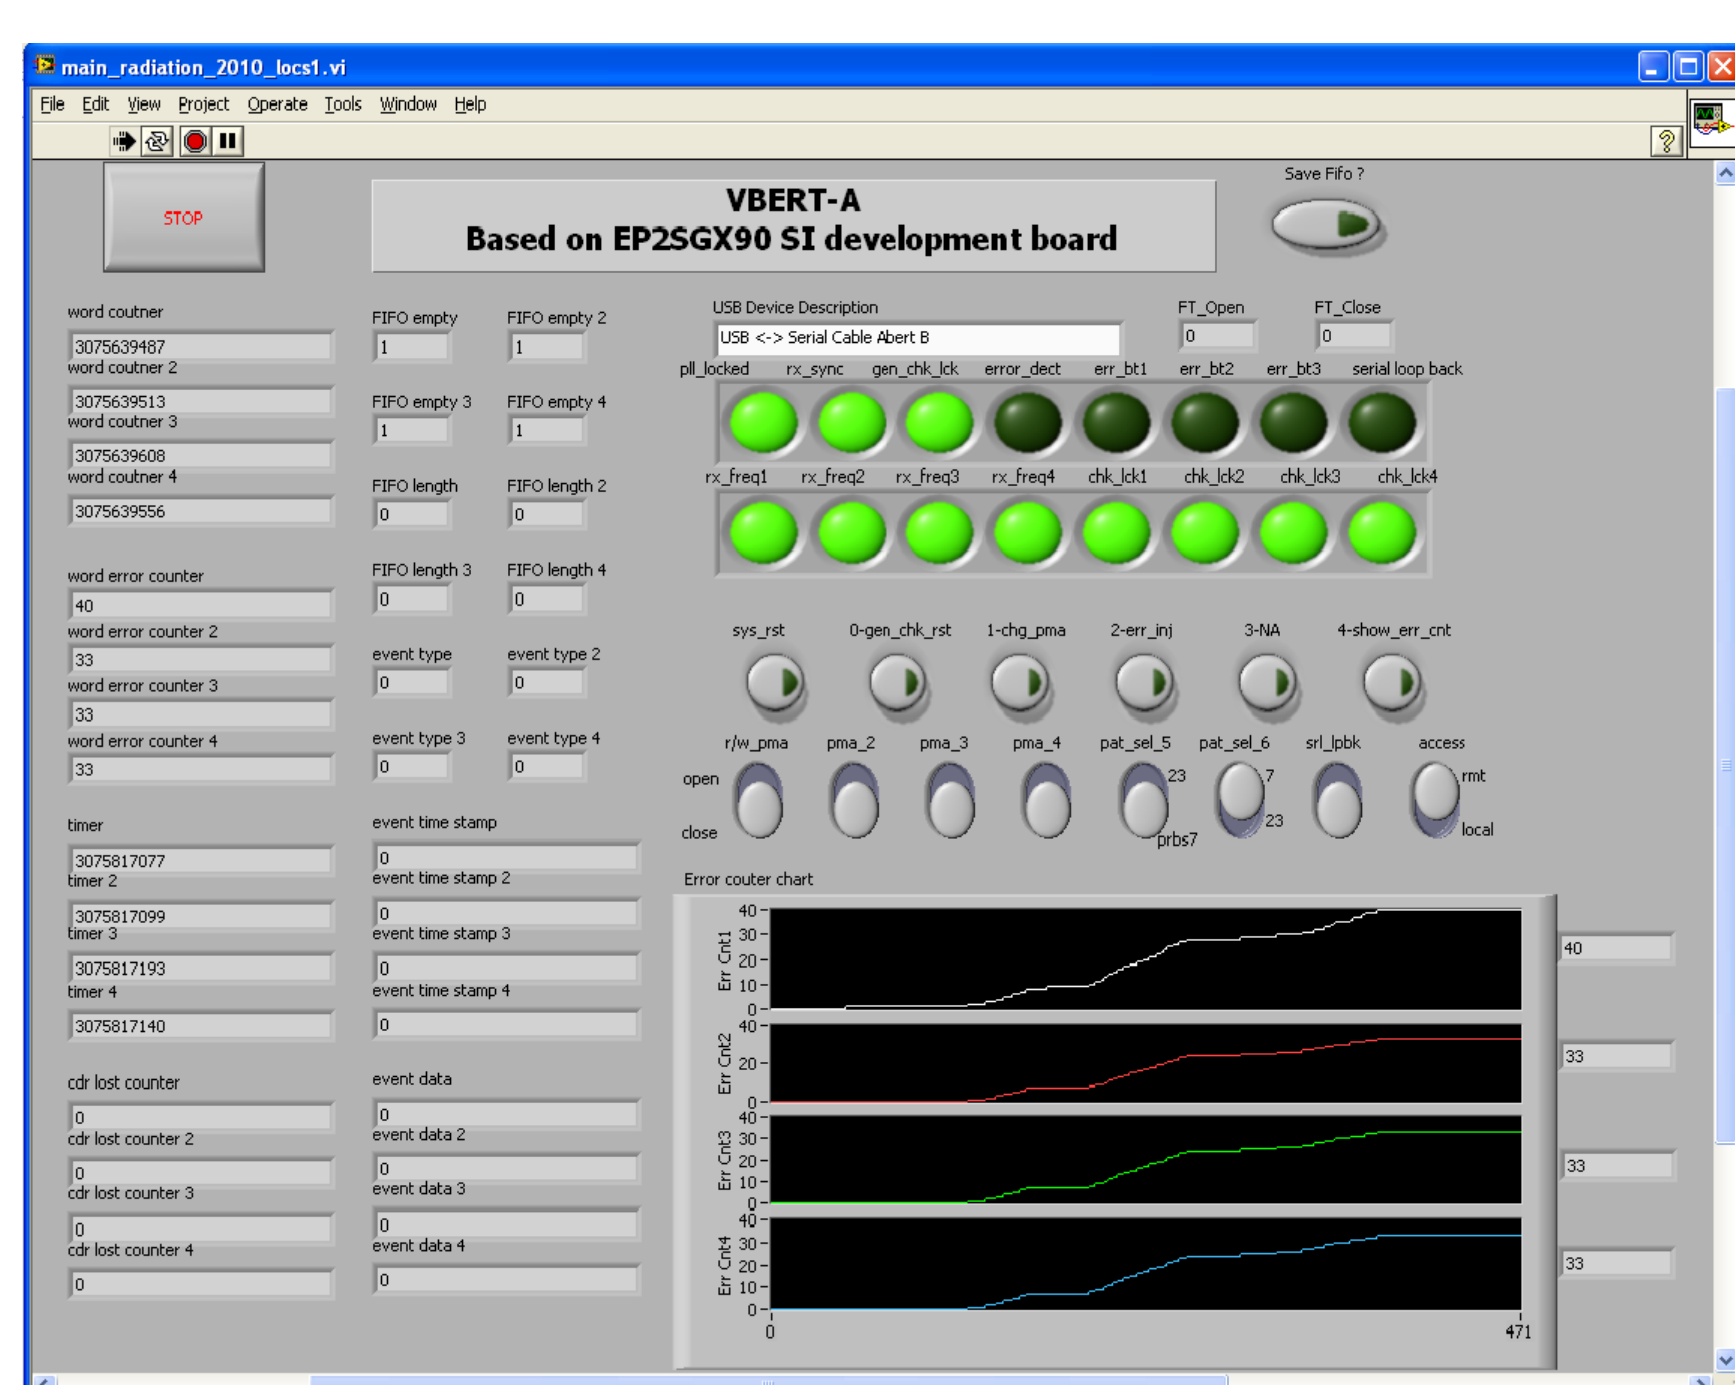 main_radiation_2010_locs1.vi
File Edit View Project Operate Tools Window Help
STOP
VBERT-A
Based on EP2SGX90 SI development board
Save Fifo ?
word coutner
3075639487
word coutner 2
3075639513
word coutner 3
3075639608
word coutner 4
3075639556
word error counter
40
word error counter 2
33
word error counter 3
33
word error counter 4
33
timer
3075817077
timer 2
3075817099
timer 3
3075817193
timer 4
3075817140
cdr lost counter
0
cdr lost counter 2
0
cdr lost counter 3
0
cdr lost counter 4
0
FIFO empty FIFO empty 2
1 1
FIFO empty 3 FIFO empty 4
1 1
FIFO length FIFO length 2
0 0
FIFO length 3 FIFO length 4
0 0
event type event type 2
0 0
event type 3 event type 4
0 0
event time stamp
0
event time stamp 2
0
event time stamp 3
0
event time stamp 4
0
event data
0
event data 2
0
event data 3
0
event data 4
0
USB Device Description FT_Open FT_Close
USB <-> Serial Cable Abert B 0 0
pll_locked rx_sync gen_chk_lck error_dect err_bt1 err_bt2 err_bt3 serial loop back
rx_freq1 rx_freq2 rx_freq3 rx_freq4 chk_lck1 chk_lck2 chk_lck3 chk_lck4
sys_rst 0-gen_chk_rst 1-chg_pma 2-err_inj 3-NA 4-show_err_cnt
r/w_pma pma_2 pma_3 pma_4 pat_sel_5 pat_sel_6 srl_lpbk access
open 23 7 rmt
close prbs7 23 local
Error couter chart
Err Cnt1
40
30
20
10
0
40
Err Cnt2
40
20
0
33
Err Cnt3
40
30
20
10
0
33
Err Cnt4
40
30
20
10
0
33
0 471